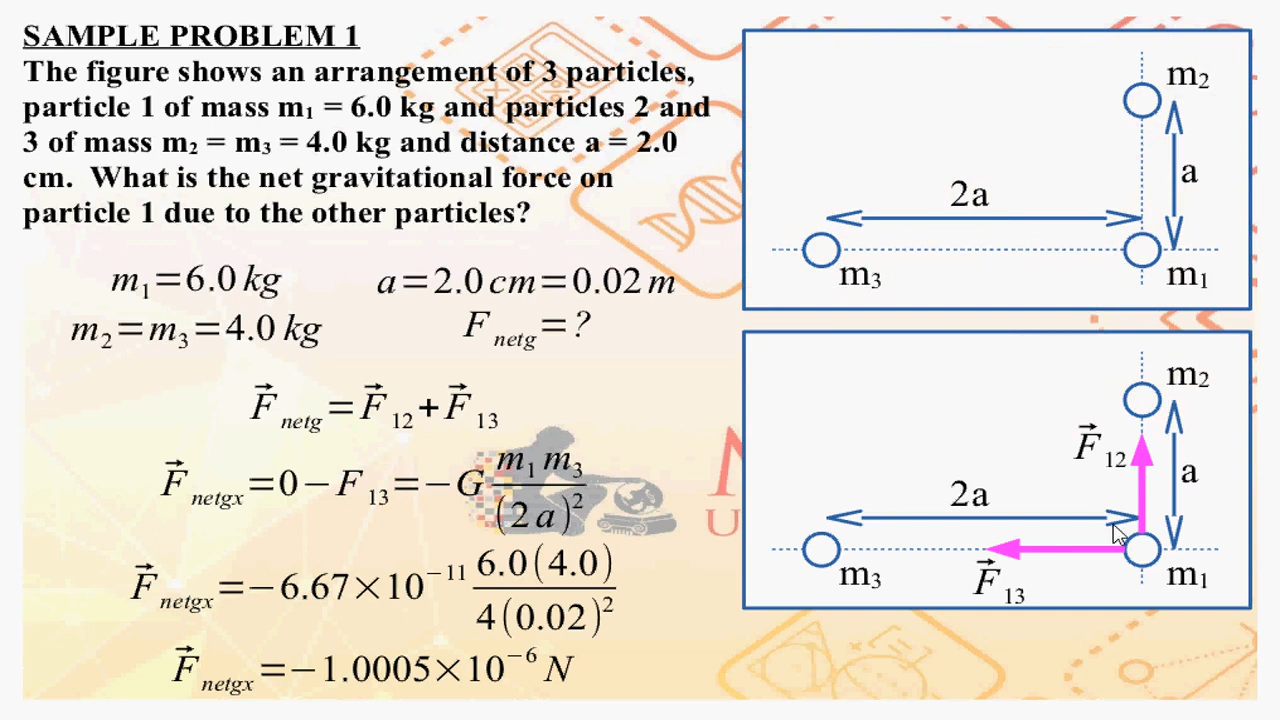 SAMPLE PROBLEM 1
The figure shows an arrangement of 3 particles,
particle 1 of mass m₁ = 6.0 kg and particles 2 and
3 of mass m₂ = m₃ = 4.0 kg and distance a = 2.0
cm. What is the net gravitational force on
particle 1 due to the other particles?
m₁=6.0 kg
a=2.0 cm=0.02 m
m₂=m₃=4.0 kg
F netg=?
F⃗ netg=F⃗ 12+F⃗ 13
F⃗ netgx=0−F 13=−G m₁ m₃/(2 a)²
F⃗ netgx=−6.67×10⁻¹¹ 6.0(4.0)/4(0.02)²
F⃗ netgx=−1.0005×10⁻⁶ N
m₂
a
2a
m₃
m₁
m₂
F⃗ 12
a
2a
m₃
F⃗ 13
m₁